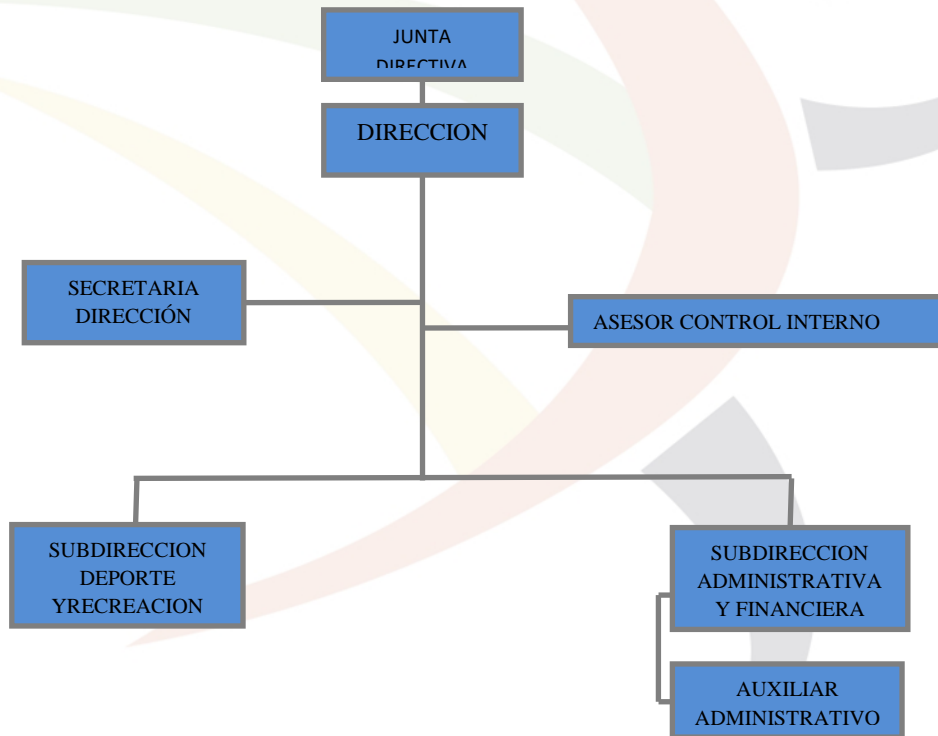 JUNTA
DIRECTIVA
DIRECCION
SECRETARIA
DIRECCIÓN
ASESOR CONTROL INTERNO
SUBDIRECCION
DEPORTE
YRECREACION
SUBDIRECCION
ADMINISTRATIVA
Y FINANCIERA
AUXILIAR
ADMINISTRATIVO